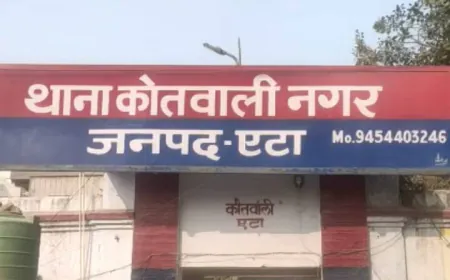 थाना कोतवाली नगर
जनपद-एटा Mo.9454403246
कोतवाली
एटा